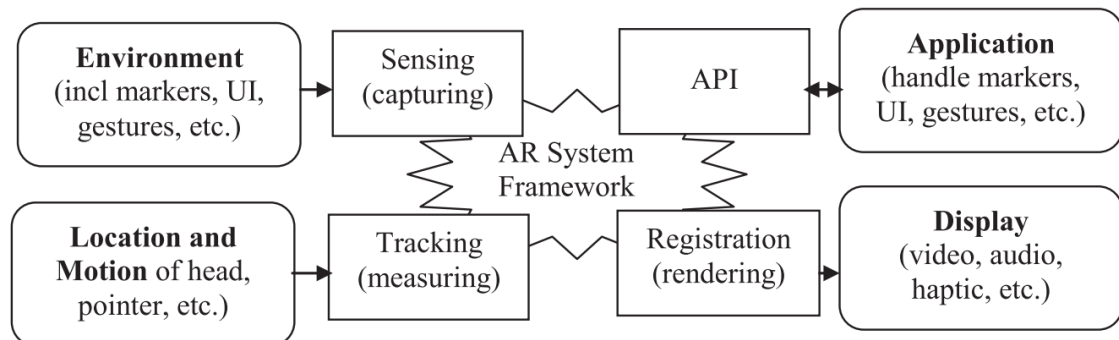 Environment
(incl markers, UI,
gestures, etc.)
Sensing
(capturing)
API
Application
(handle markers,
UI, gestures, etc.)
AR System
Framework
Location and
Motion of head,
pointer, etc.)
Tracking
(measuring)
Registration
(rendering)
Display
(video, audio,
haptic, etc.)